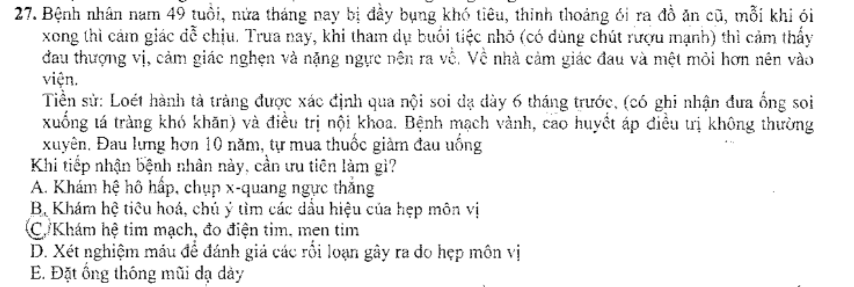 27. Bệnh nhân nam 49 tuổi, nửa tháng nay bị đầy bụng khó tiêu, thỉnh thoảng ói ra đồ ăn cũ, mỗi khi ói
xong thì cảm giác dễ chịu. Trưa nay, khi tham dự buổi tiệc nhỏ (có dùng chút rượu mạnh) thì cảm thấy
đau thượng vị, cảm giác nghẹn và nặng ngực nên ra về. Về nhà cảm giác đau và mệt mỏi hơn nên vào
viện.
Tiền sử: Loét hành tá tràng được xác định qua nội soi dạ dày 6 tháng trước, (có ghi nhận đưa ống soi
xuống tá tràng khó khăn) và điều trị nội khoa. Bệnh mạch vành, cao huyết áp điều trị không thường
xuyên. Đau lưng hơn 10 năm, tự mua thuốc giảm đau uống
Khi tiếp nhận bệnh nhân này, cần ưu tiên làm gì?
A. Khám hệ hô hấp, chụp x-quang ngực thẳng
B. Khám hệ tiêu hoá, chú ý tìm các dấu hiệu của hẹp môn vị
C. Khám hệ tim mạch, đo điện tim, men tim
D. Xét nghiệm máu để đánh giá các rối loạn gây ra do hẹp môn vị
E. Đặt ống thông mũi dạ dày